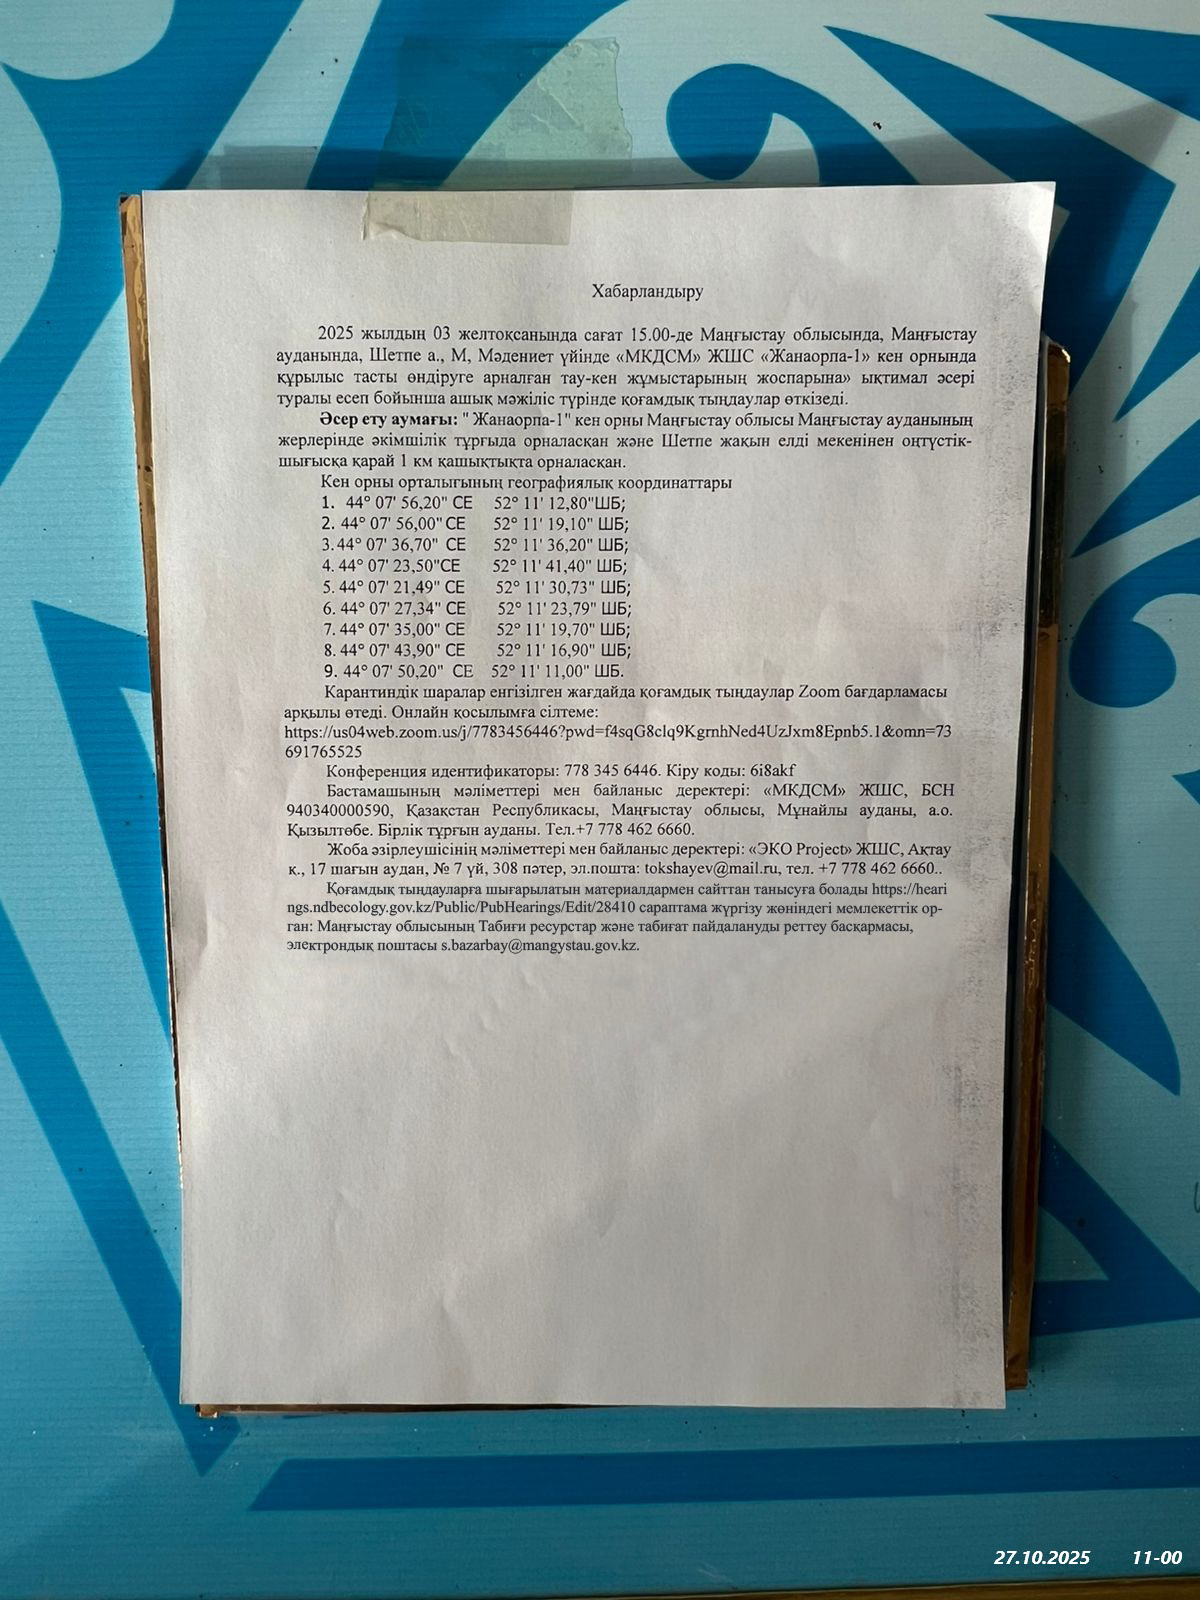 Хабарландыру
2025 жылдың 03 желтоқсанында сағат 15.00-де Маңғыстау облысында, Маңғыстау
ауданында, Шетпе а., М, Мәдениет үйінде «МКДСМ» ЖШС «Жанаорпа-1» кен орнында
құрылыс тасты өндіруге арналған тау-кен жұмыстарының жоспарына» ықтимал әсері
туралы есеп бойынша ашық мәжіліс түрінде қоғамдық тыңдаулар өткізеді.
Әсер ету аумағы: " Жанаорпа-1" кен орны Маңғыстау облысы Маңғыстау ауданының
жерлерінде әкімшілік тұрғыда орналасқан және Шетпе жақын елді мекенінен оңтүстік-
шығысқа қарай 1 км қашықтықта орналасқан.
Кен орны орталығының географиялық координаттары
1. 44° 07' 56,20" СЕ 52° 11' 12,80"ШБ;
2. 44° 07' 56,00" СЕ 52° 11' 19,10" ШБ;
3. 44° 07' 36,70" СЕ 52° 11' 36,20" ШБ;
4. 44° 07' 23,50"СЕ 52° 11' 41,40" ШБ;
5. 44° 07' 21,49" СЕ 52° 11' 30,73" ШБ;
6. 44° 07' 27,34" СЕ 52° 11' 23,79" ШБ;
7. 44° 07' 35,00" СЕ 52° 11' 19,70" ШБ;
8. 44° 07' 43,90" СЕ 52° 11' 16,90" ШБ;
9. 44° 07' 50,20" СЕ 52° 11' 11,00" ШБ.
Карантиндік шаралар енгізілген жағдайда қоғамдық тыңдаулар Zoom бағдарламасы
арқылы өтеді. Онлайн қосылымға сілтеме:
https://us04web.zoom.us/j/7783456446?pwd=f4sqG8clq9KgrnhNed4UzJxm8Epnb5.1&omn=73
691765525
Конференция идентификаторы: 778 345 6446. Кіру коды: 6i8akf
Бастамашының мәліметтері мен байланыс деректері: «МКДСМ» ЖШС, БСН
940340000590, Қазақстан Республикасы, Маңғыстау облысы, Мұнайлы ауданы, а.о.
Қызылтөбе. Бірлік тұрғын ауданы. Тел.+7 778 462 6660.
Жоба әзірлеушісінің мәліметтері мен байланыс деректері: «ЭКО Project» ЖШС, Ақтау
қ., 17 шағын аудан, № 7 үй, 308 пәтер, эл.пошта: tokshayev@mail.ru, тел. +7 778 462 6660..
Қоғамдық тыңдауларға шығарылатын материалдармен сайттан танысуға болады https://heari
ngs.ndbecology.gov.kz/Public/PubHearings/Edit/28410 сараптама жүргізу жөніндегі мемлекеттік ор-
ган: Маңғыстау облысының Табиғи ресурстар және табиғат пайдалануды реттеу басқармасы,
электрондық поштасы s.bazarbay@mangystau.gov.kz.
27.10.2025 11-00